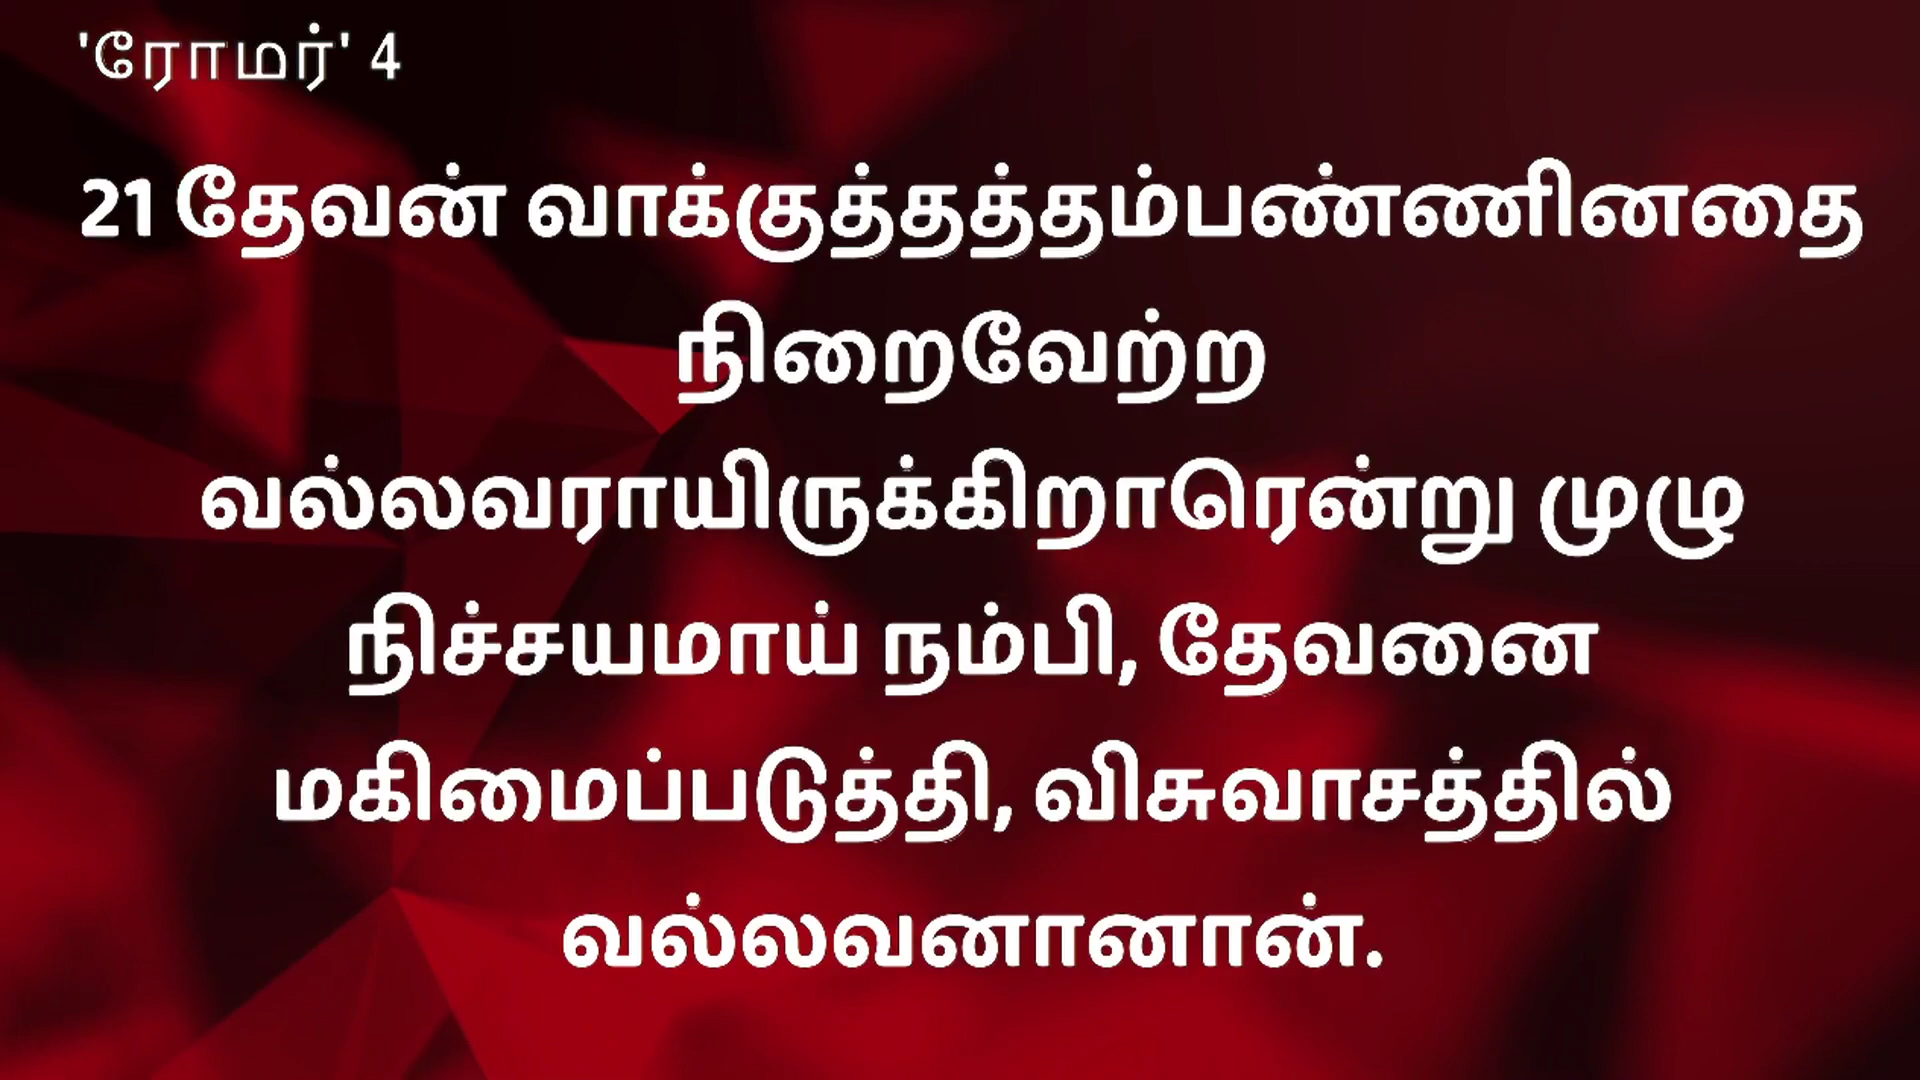 'ரோமர்' 4
21 தேவன் வாக்குத்தத்தம்பண்ணினதை
நிறைவேற்ற
வல்லவராயிருக்கிறாரென்று முழு
நிச்சயமாய் நம்பி, தேவனை
மகிமைப்படுத்தி, விசுவாசத்தில்
வல்லவனானான்.